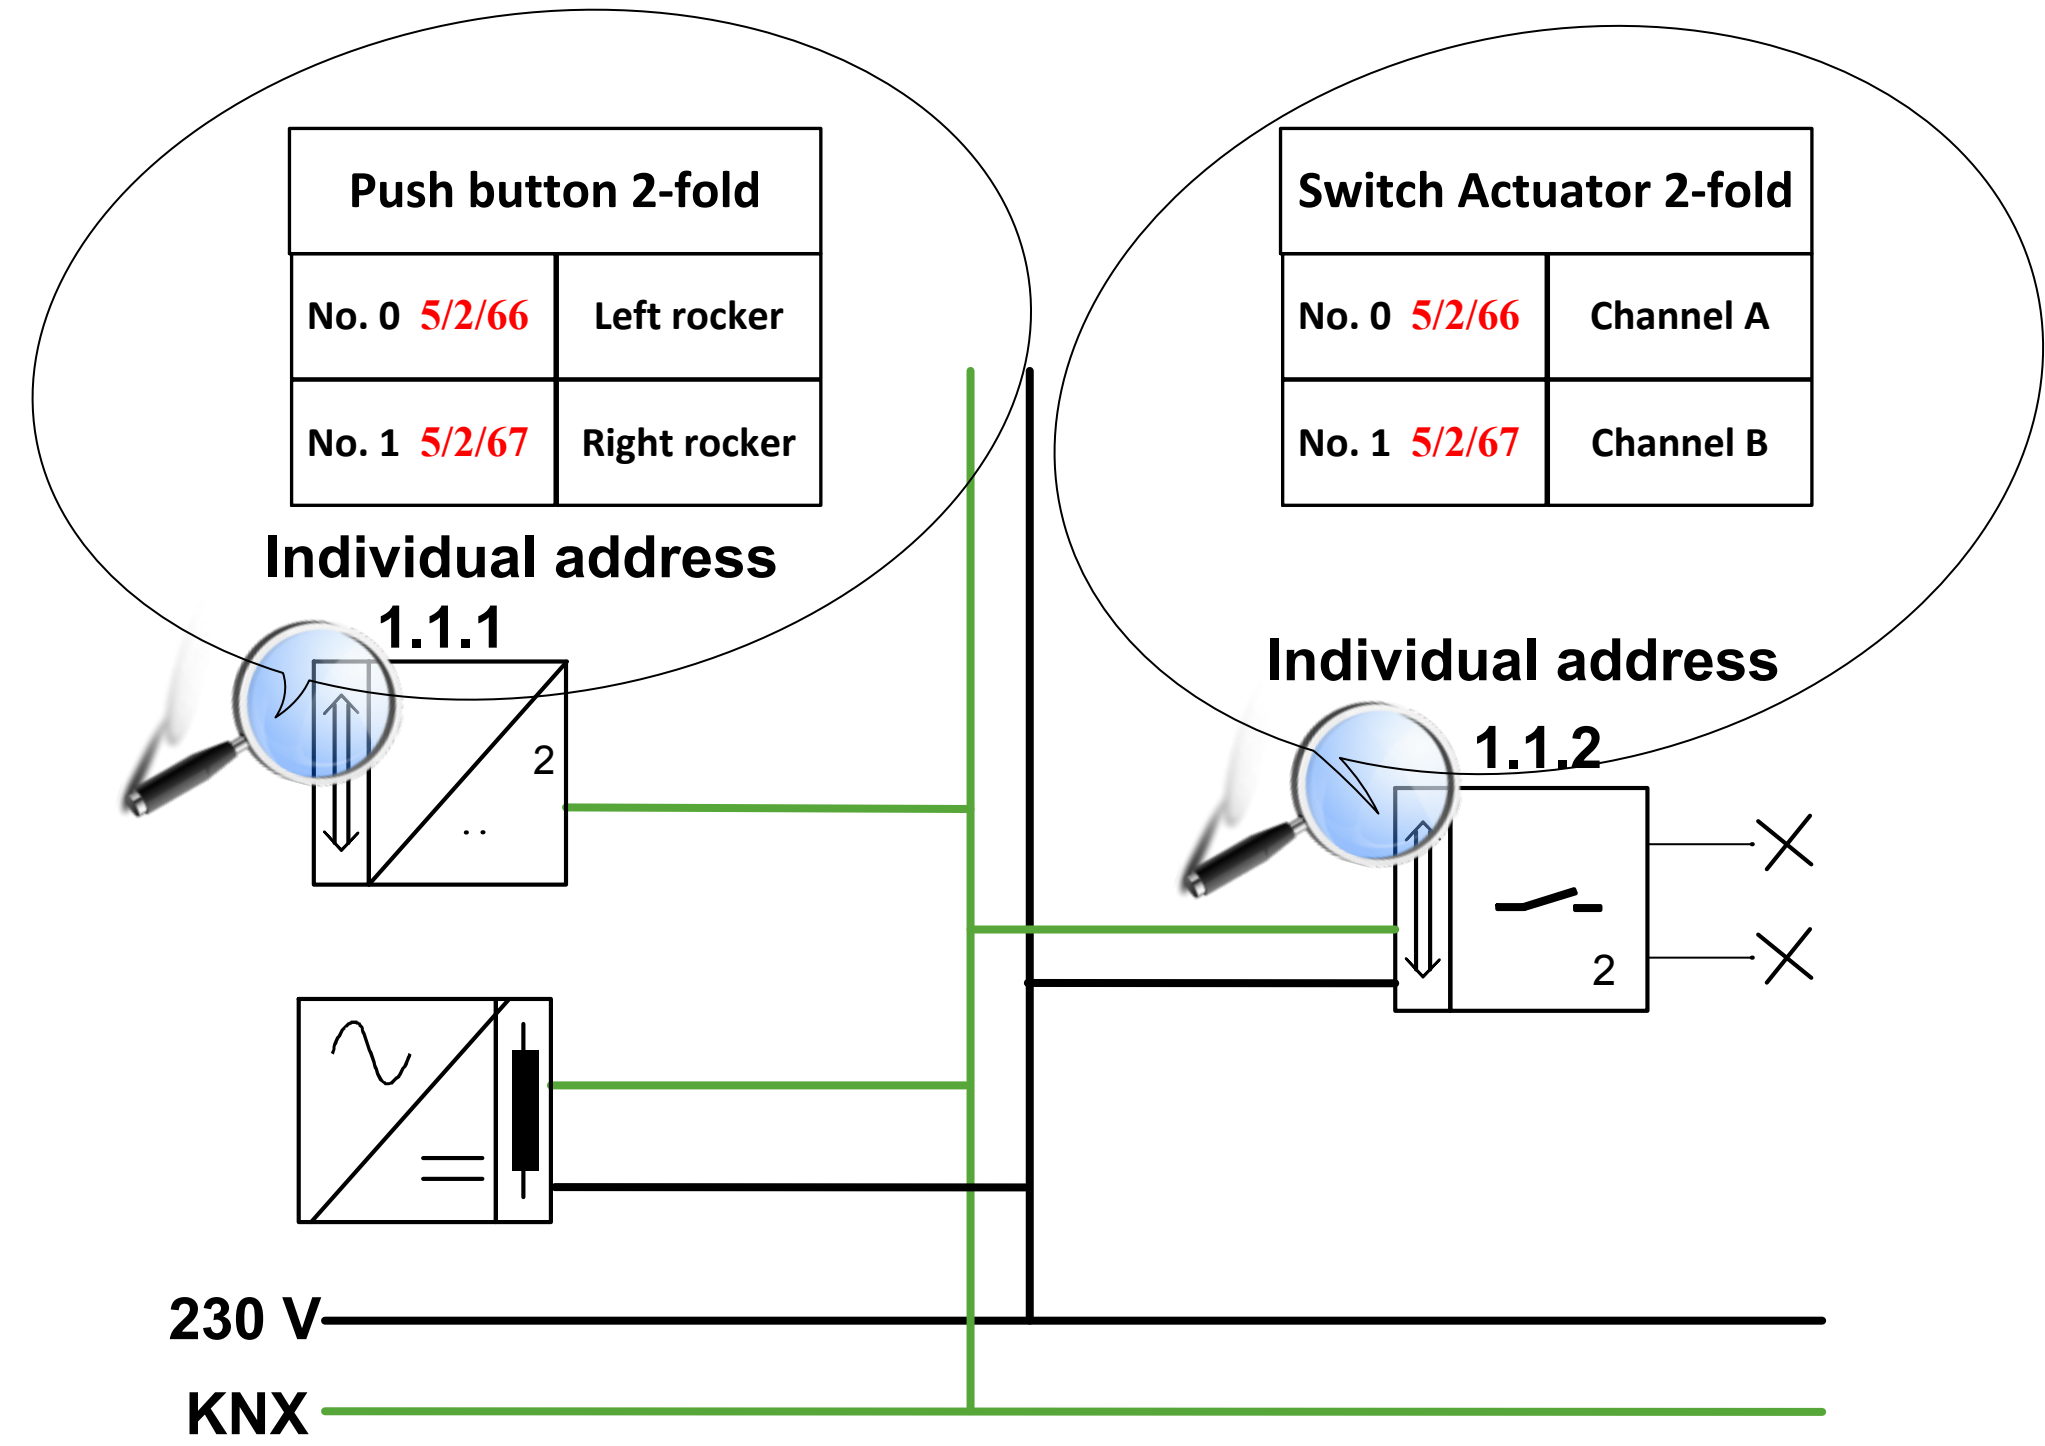 Push button 2-fold
No. 0 5/2/66 Left rocker
No. 1 5/2/67 Right rocker
Individual address
1.1.1
2
. .
Switch Actuator 2-fold
No. 0 5/2/66 Channel A
No. 1 5/2/67 Channel B
Individual address
1.1.2
2
230 V
KNX